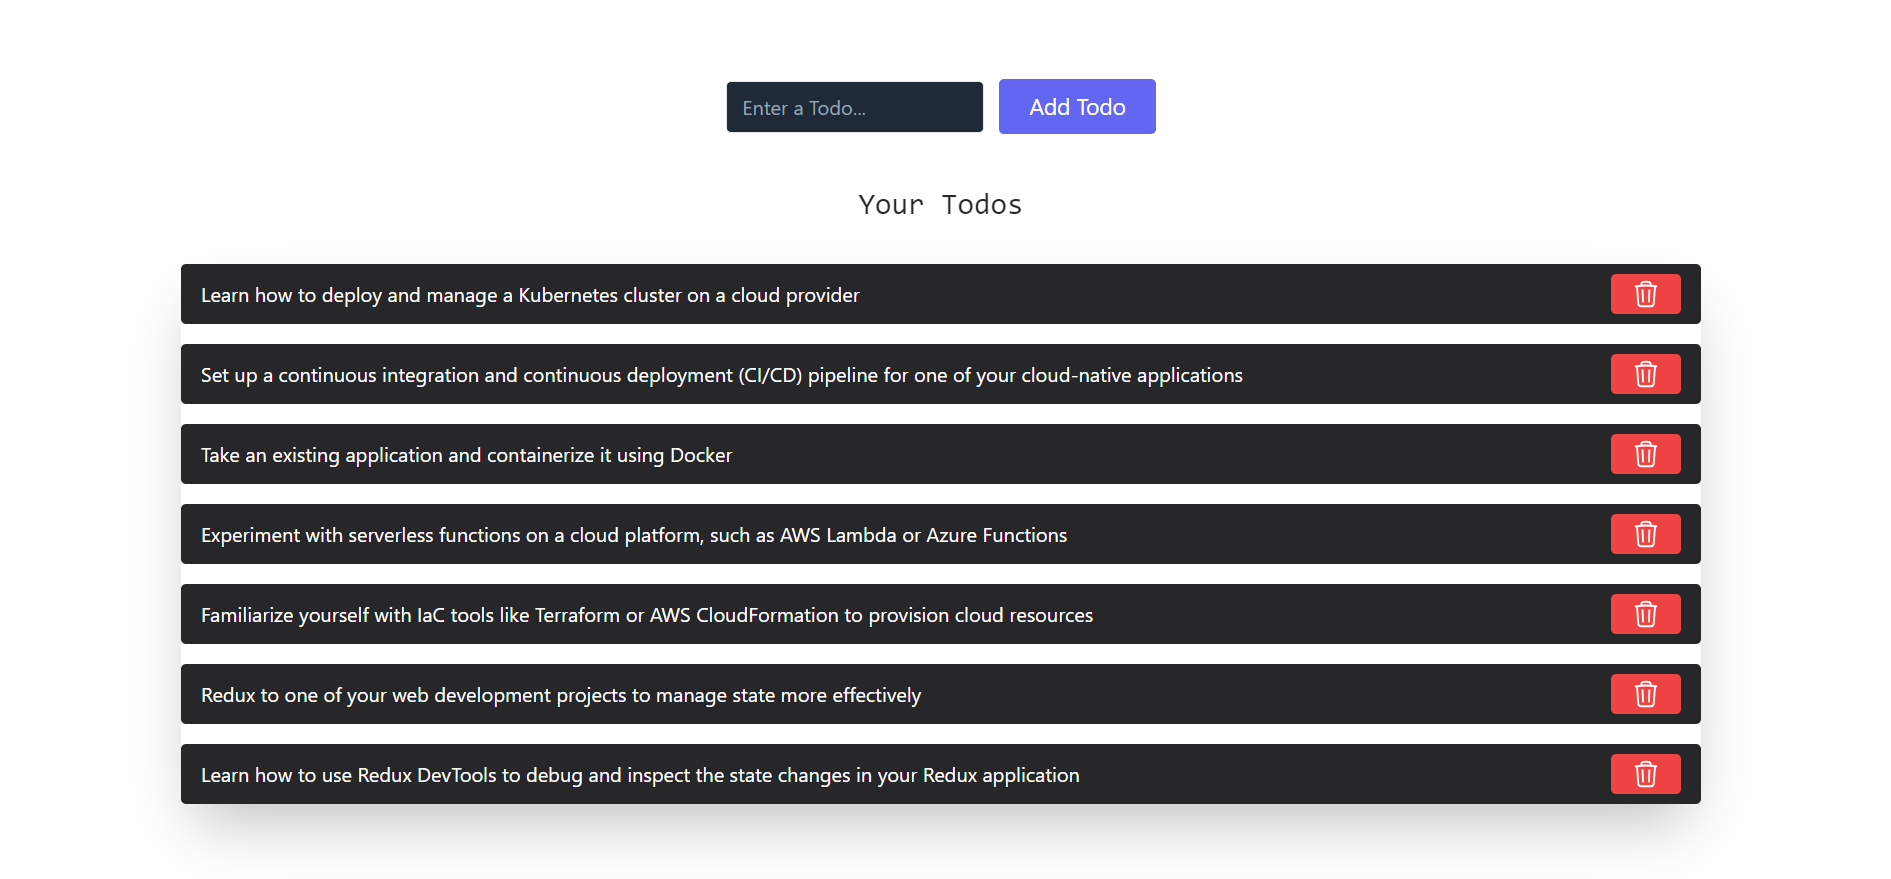 Enter a Todo...
Add Todo
Your Todos
Learn how to deploy and manage a Kubernetes cluster on a cloud provider
Set up a continuous integration and continuous deployment (CI/CD) pipeline for one of your cloud-native applications
Take an existing application and containerize it using Docker
Experiment with serverless functions on a cloud platform, such as AWS Lambda or Azure Functions
Familiarize yourself with IaC tools like Terraform or AWS CloudFormation to provision cloud resources
Redux to one of your web development projects to manage state more effectively
Learn how to use Redux DevTools to debug and inspect the state changes in your Redux application